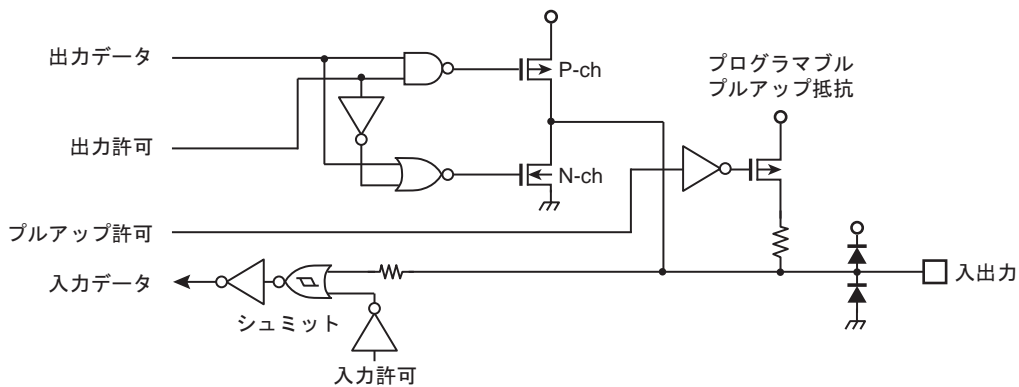 出力データ
P-ch
プログラマブル
プルアップ抵抗
出力許可
N-ch
プルアップ許可
入力データ
入出力
シュミット
入力許可